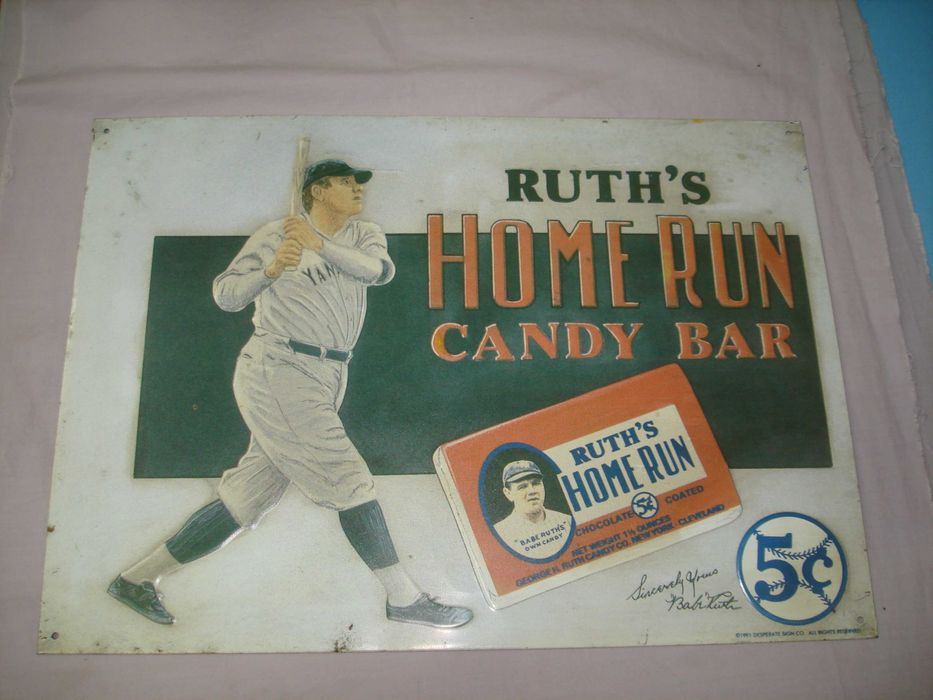 RUTH'S
HOME RUN
CANDY BAR
YAN
RUTH'S
HOME RUN
5¢
CHOCOLATE COATED
"BABE RUTH'S"
OWN CANDY
NET WEIGHT 1⅛ OUNCES
GEORGE H. RUTH CANDY CO. NEW YORK. CLEVELAND
Sincerely Yours
"Babe" Ruth
5¢
©1991 DESPERATE SIGN CO. ALL RIGHTS RESERVED